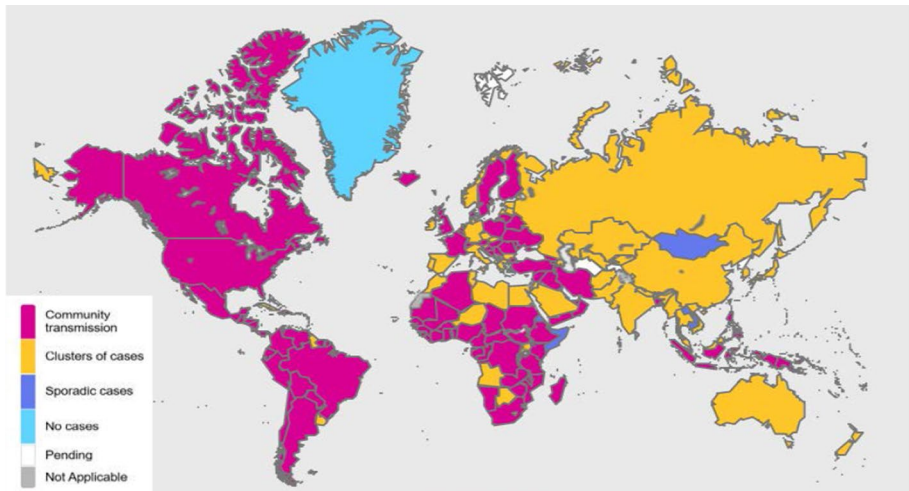 Community
transmission
Clusters of cases
Sporadic cases
No cases
Pending
Not Applicable